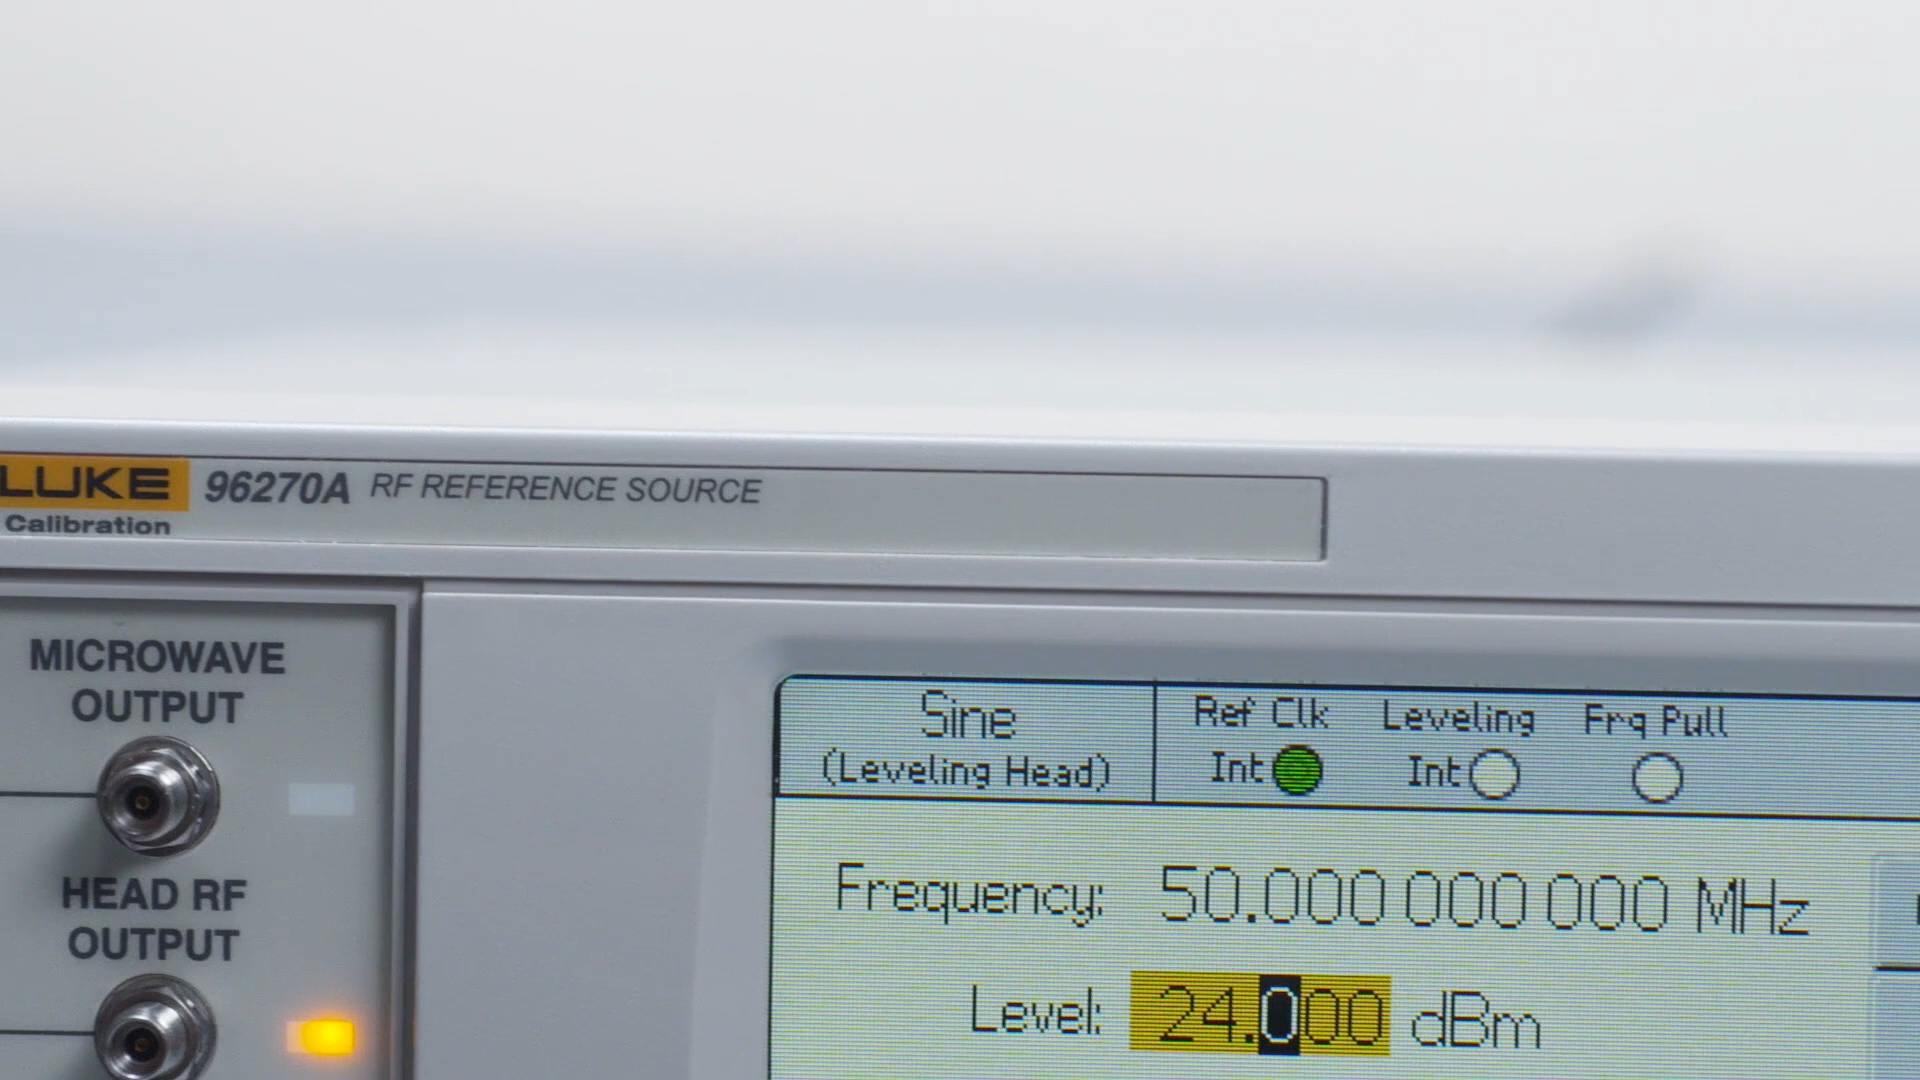 LUKE
Calibration
96270A RF REFERENCE SOURCE
MICROWAVE
OUTPUT
HEAD RF
OUTPUT
Sine
(Leveling Head)
Ref Clk
Int
Leveling
Int
Frq Pull
Frequency: 50.000 000 000 MHz
Level: 24.000 dBm